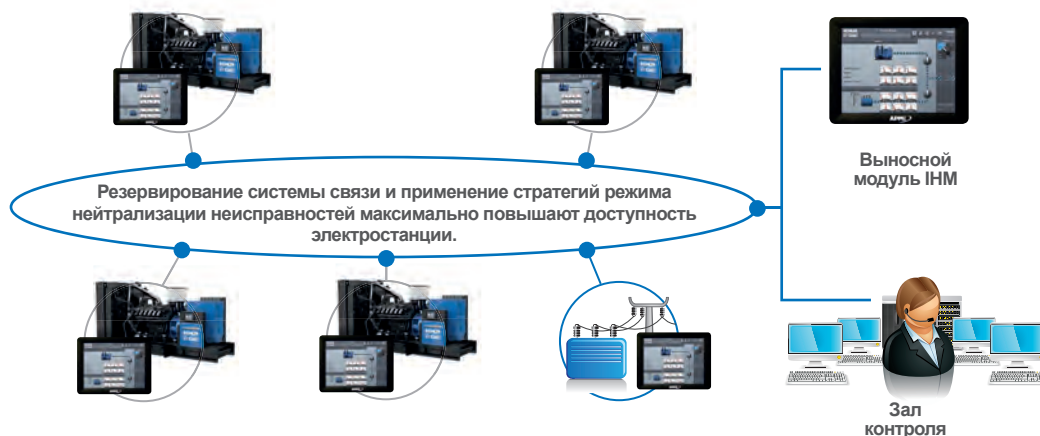 Резервирование системы связи и применение стратегий режима
нейтрализации неисправностей максимально повышают доступность
электростанции.
Выносной
модуль IHM
Зал
контроля